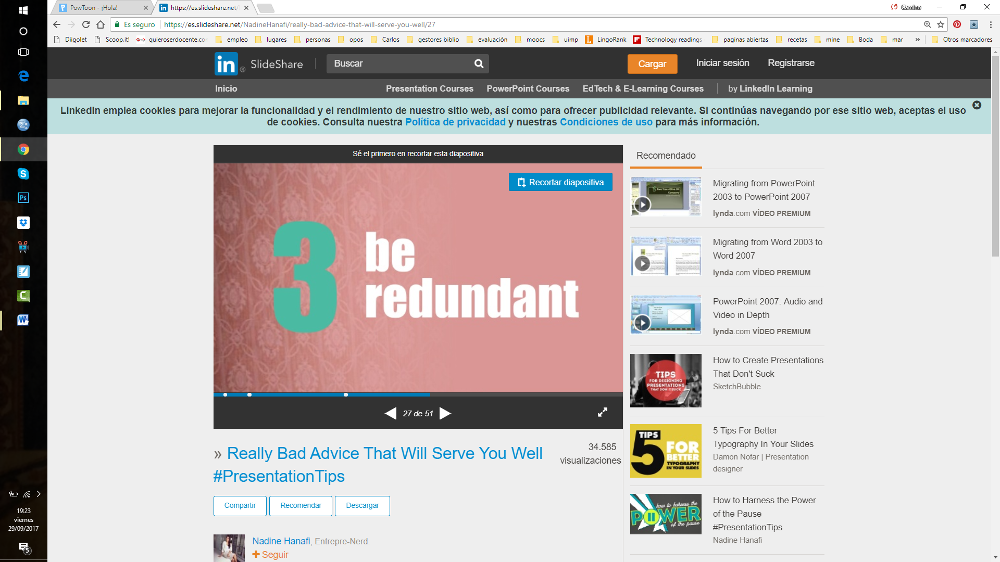 PowToon - ¡Hola!
https://es.slideshare.net/
Camino
Es seguro
https://es.slideshare.net/NadineHanafi/really-bad-advice-that-will-serve-you-well/27
Diigolet
Scoop.it!
quieroserdocente.co
empleo
lugares
personas
opos
Carlos
gestores biblio
evaluación
moocs
uimp
LingoRank
Technology readings
paginas abiertas
recetas
mine
Boda
mar
»
Otros marcadores
in® SlideShare
Buscar
Cargar
Iniciar sesión
Registrarse
Inicio
Presentation Courses
PowerPoint Courses
EdTech & E-Learning Courses
by LinkedIn Learning
LinkedIn emplea cookies para mejorar la funcionalidad y el rendimiento de nuestro sitio web, así como para ofrecer publicidad relevante. Si continúas navegando por ese sitio web, aceptas el uso
de cookies. Consulta nuestra Política de privacidad y nuestras Condiciones de uso para más información.
Sé el primero en recortar esta diapositiva
Recortar diapositiva
3
be
redundant
27 de 51
» Really Bad Advice That Will Serve You Well
#PresentationTips
34.585
visualizaciones
Compartir
Recomendar
Descargar
Nadine Hanafi, Entrepre-Nerd.
Seguir
Recomendado
Two Trees Olive Oil
Company
Migrating from PowerPoint
2003 to PowerPoint 2007
lynda.com VÍDEO PREMIUM
Migrating from Word 2003 to
Word 2007
lynda.com VÍDEO PREMIUM
PowerPoint 2007: Audio and
Video in Depth
lynda.com VÍDEO PREMIUM
TIPS
FOR DESIGNING
PRESENTATIONS
THAT DON'T SUCK
How to Create Presentations
That Don't Suck
SketchBubble
TIPS
5 FOR
BETTER
TYPOGRAPHY
IN YOUR SLIDES
5 Tips For Better
Typography In Your Slides
Damon Nofar | Presentation
designer
how to harness the
POWER
of the pause
How to Harness the Power
of the Pause
#PresentationTips
Nadine Hanafi
Ps
W
19:23
viernes
29/09/2017
5